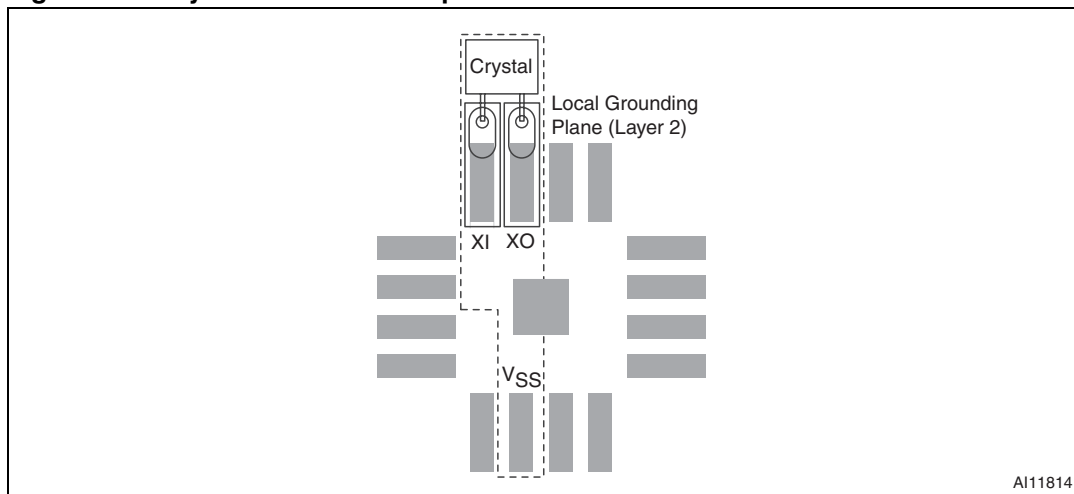 Crystal
Local Grounding
Plane (Layer 2)
XI XO
VSS
AI11814